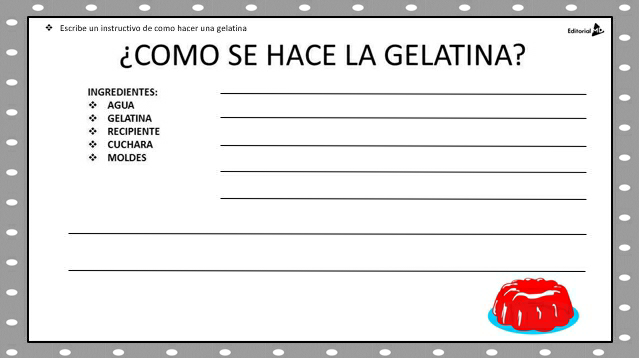 ❖ Escribe un instructivo de como hacer una gelatina
Editorial MD
¿COMO SE HACE LA GELATINA?
INGREDIENTES:
❖ AGUA
❖ GELATINA
❖ RECIPIENTE
❖ CUCHARA
❖ MOLDES